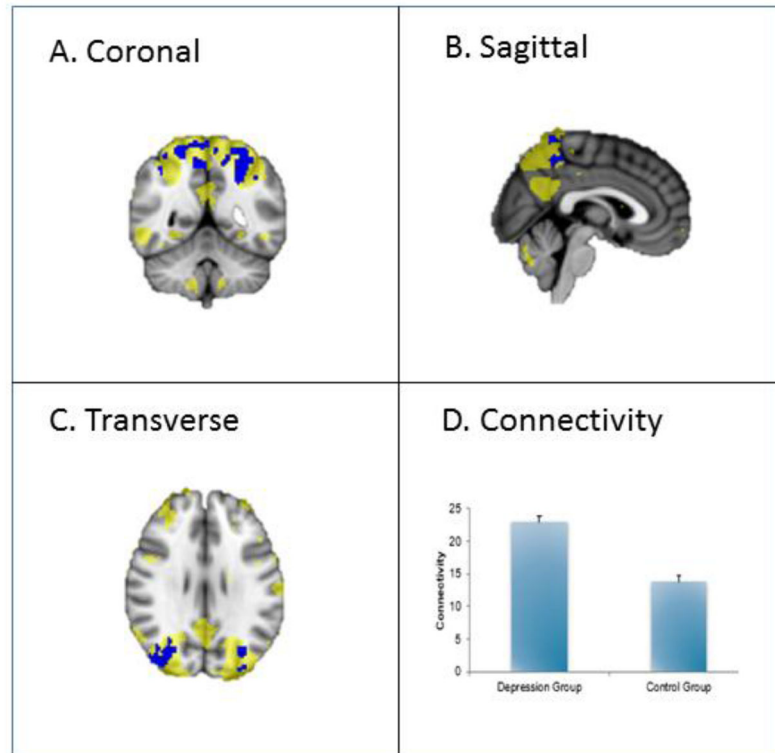 A. Coronal
B. Sagittal
C. Transverse
D. Connectivity
25
20
15
10
5
0
Connectivity
Depression Group
Control Group